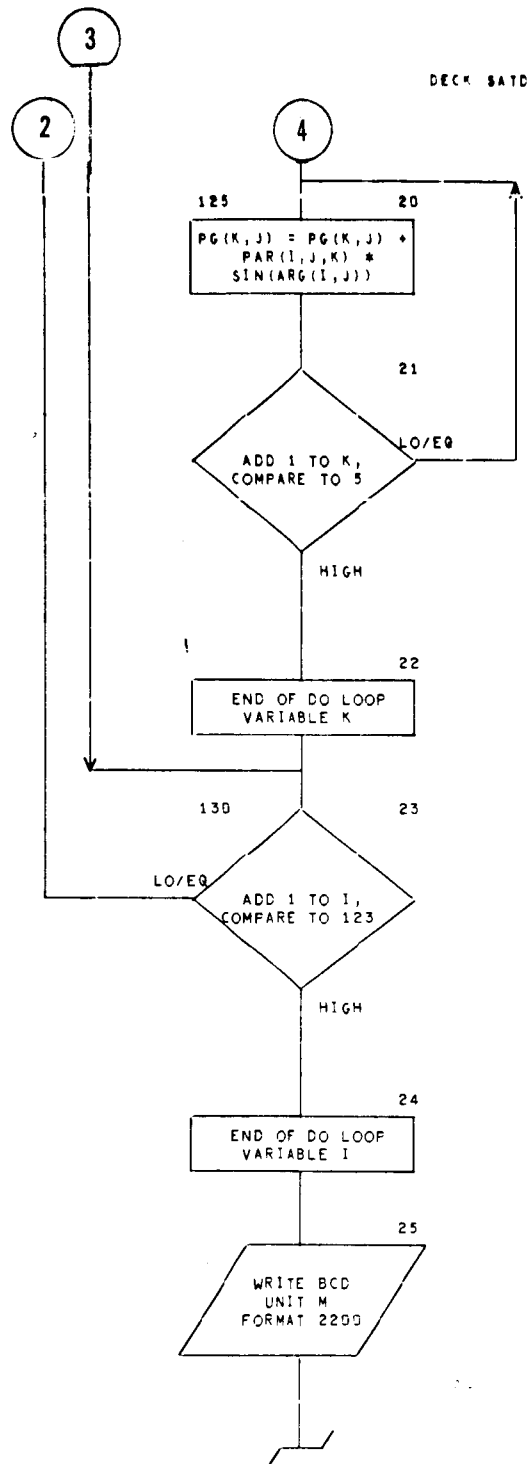 3
DECK SATD
2
4
125 20
PG(K,J) = PG(K,J) +
PAR(I,J,K) *
SIN(ARG(I,J))
21
LO/EQ
ADD 1 TO K,
COMPARE TO 5
HIGH
22
END OF DO LOOP
VARIABLE K
130 23
LO/EQ
ADD 1 TO I,
COMPARE TO 123
HIGH
24
END OF DO LOOP
VARIABLE I
25
WRITE BCD
UNIT M
FORMAT 2200